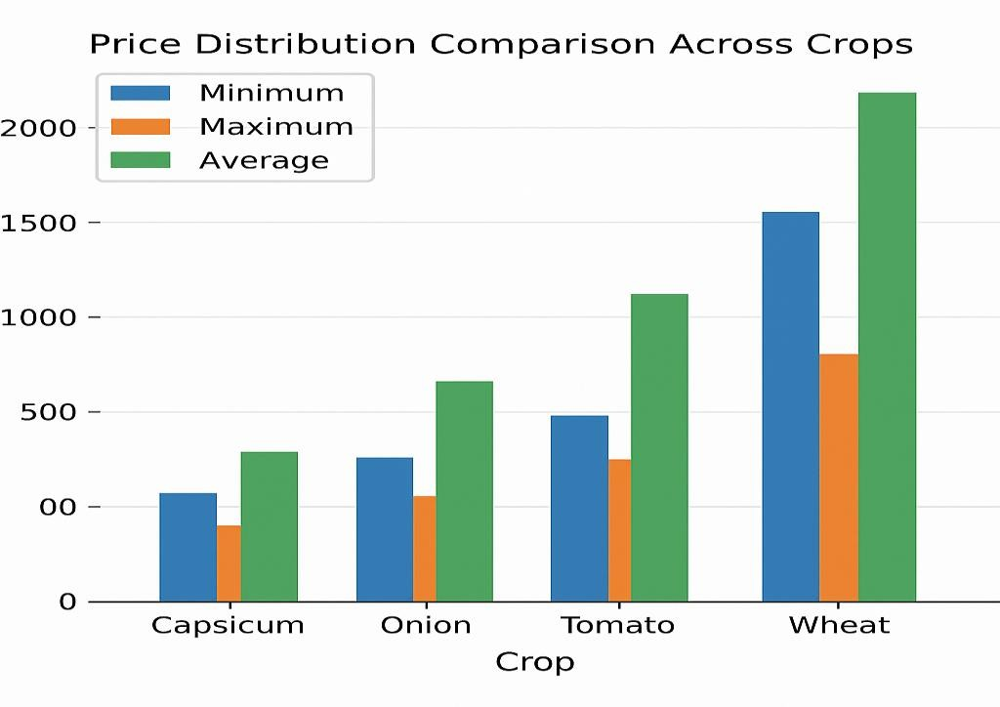 Price Distribution Comparison Across Crops
Minimum
Maximum
Average
2000
1500
1000
500
00
0
Capsicum Onion Tomato Wheat
Crop